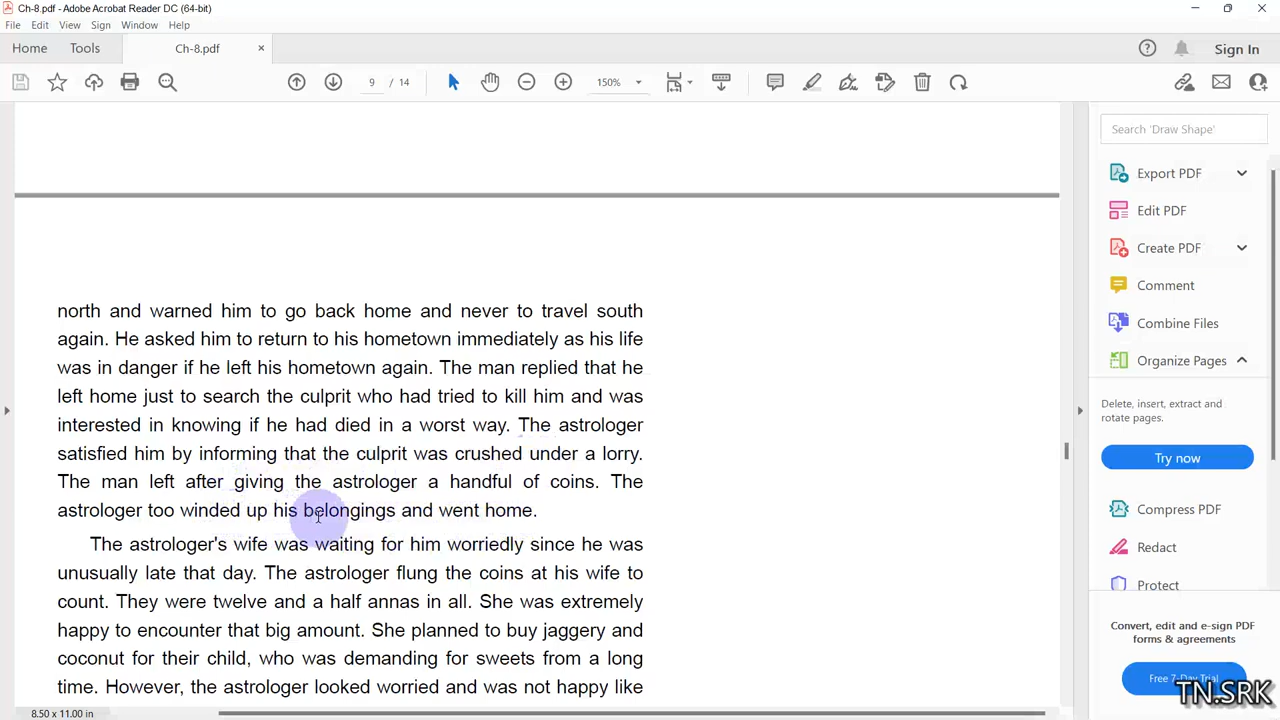 Ch-8.pdf - Adobe Acrobat Reader DC (64-bit)
File Edit View Sign Window Help
Home Tools Ch-8.pdf × Sign In
9 / 14 150%
Search 'Draw Shape'
Export PDF
Edit PDF
Create PDF
Comment
Combine Files
Organize Pages
Delete, insert, extract and
rotate pages.
Try now
Compress PDF
Redact
Protect
Convert, edit and e-sign PDF
forms & agreements
Free 7-Day Trial
north and warned him to go back home and never to travel south
again. He asked him to return to his hometown immediately as his life
was in danger if he left his hometown again. The man replied that he
left home just to search the culprit who had tried to kill him and was
interested in knowing if he had died in a worst way. The astrologer
satisfied him by informing that the culprit was crushed under a lorry.
The man left after giving the astrologer a handful of coins. The
astrologer too winded up his belongings and went home.
The astrologer's wife was waiting for him worriedly since he was
unusually late that day. The astrologer flung the coins at his wife to
count. They were twelve and a half annas in all. She was extremely
happy to encounter that big amount. She planned to buy jaggery and
coconut for their child, who was demanding for sweets from a long
time. However, the astrologer looked worried and was not happy like
8.50 x 11.00 in
TN.SRK